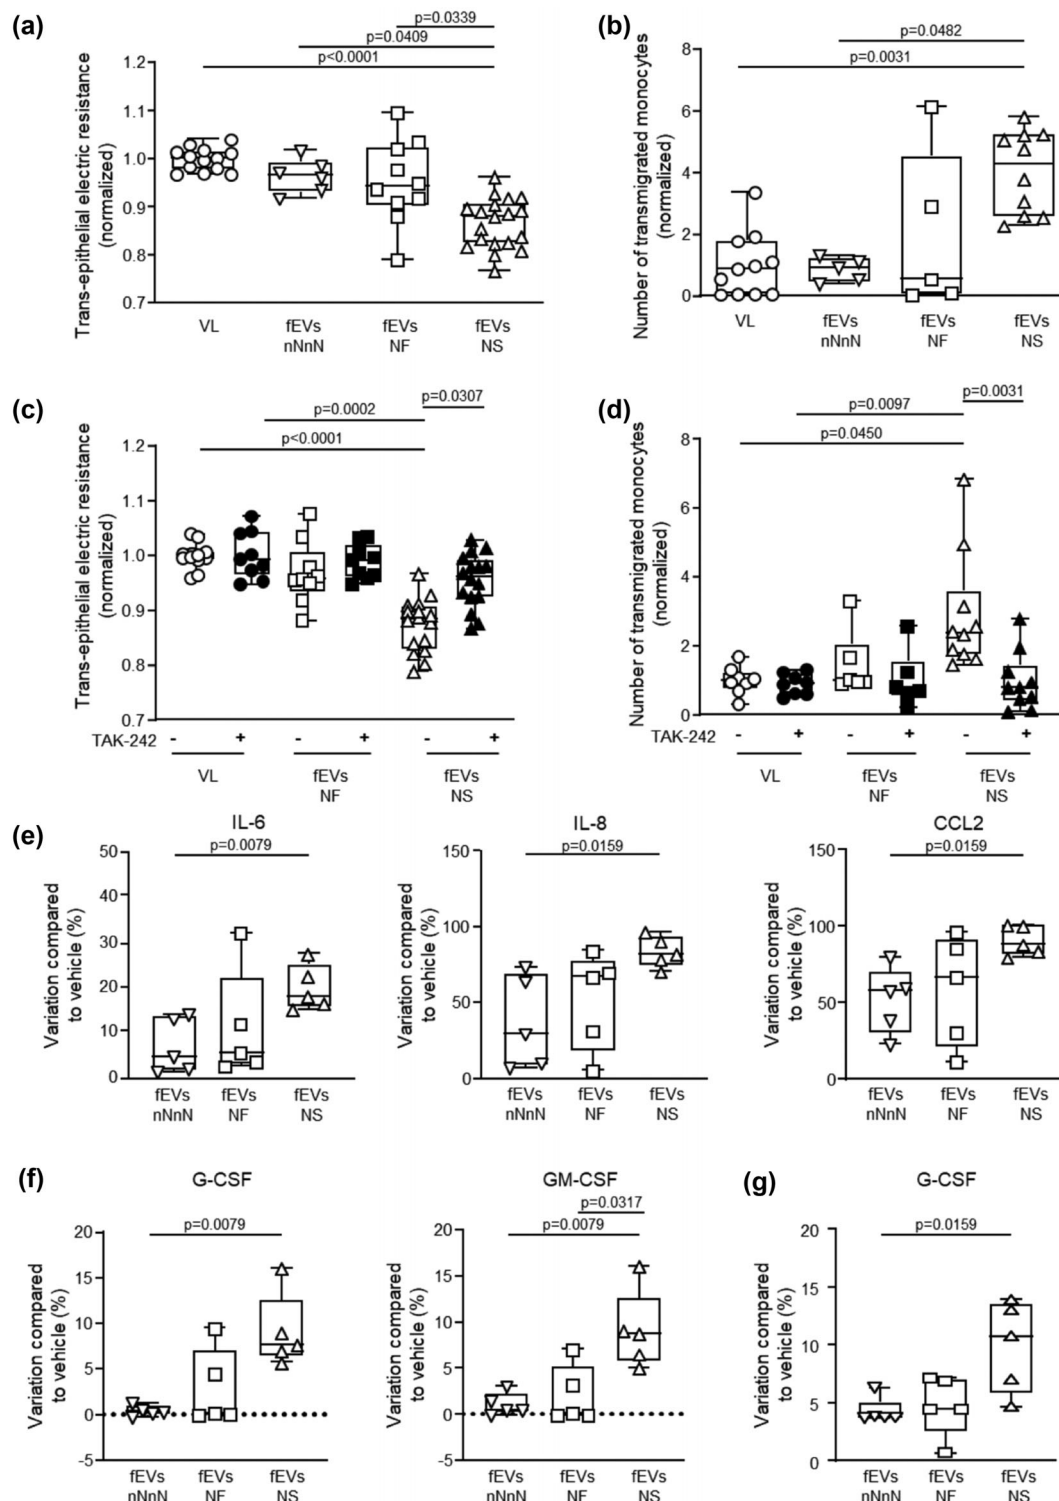 (a)
p=0.0339
p=0.0409
p<0.0001
Trans-epithelial electric resistance
(normalized)
1.2
1.1
1.0
0.9
0.8
0.7
VL
fEVs
nNnN
fEVs
NF
fEVs
NS
(b)
p=0.0482
p=0.0031
Number of transmigrated monocytes
(normalized)
8
6
4
2
0
VL
fEVs
nNnN
fEVs
NF
fEVs
NS
(c)
p=0.0307
p=0.0002
p<0.0001
Trans-epithelial electric resistance
(normalized)
1.2
1.1
1.0
0.9
0.8
0.7
TAK-242 - + - + - +
VL
fEVs
NF
fEVs
NS
(d)
p=0.0031
p=0.0097
p=0.0450
Number of transmigrated monocytes
(normalized)
8
6
4
2
0
TAK-242 - + - + - +
VL
fEVs
NF
fEVs
NS
(e)
IL-6
p=0.0079
Variation compared
to vehicle (%)
50
40
30
20
10
0
fEVs
nNnN
fEVs
NF
fEVs
NS
IL-8
p=0.0159
Variation compared
to vehicle (%)
150
100
50
0
fEVs
nNnN
fEVs
NF
fEVs
NS
CCL2
p=0.0159
Variation compared
to vehicle (%)
150
100
50
0
fEVs
nNnN
fEVs
NF
fEVs
NS
(f)
G-CSF
p=0.0079
Variation compared
to vehicle (%)
20
15
10
5
0
-5
fEVs
nNnN
fEVs
NF
fEVs
NS
GM-CSF
p=0.0317
p=0.0079
Variation compared
to vehicle (%)
20
15
10
5
0
-5
fEVs
nNnN
fEVs
NF
fEVs
NS
(g)
G-CSF
p=0.0159
Variation compared
to vehicle (%)
20
15
10
5
0
fEVs
nNnN
fEVs
NF
fEVs
NS